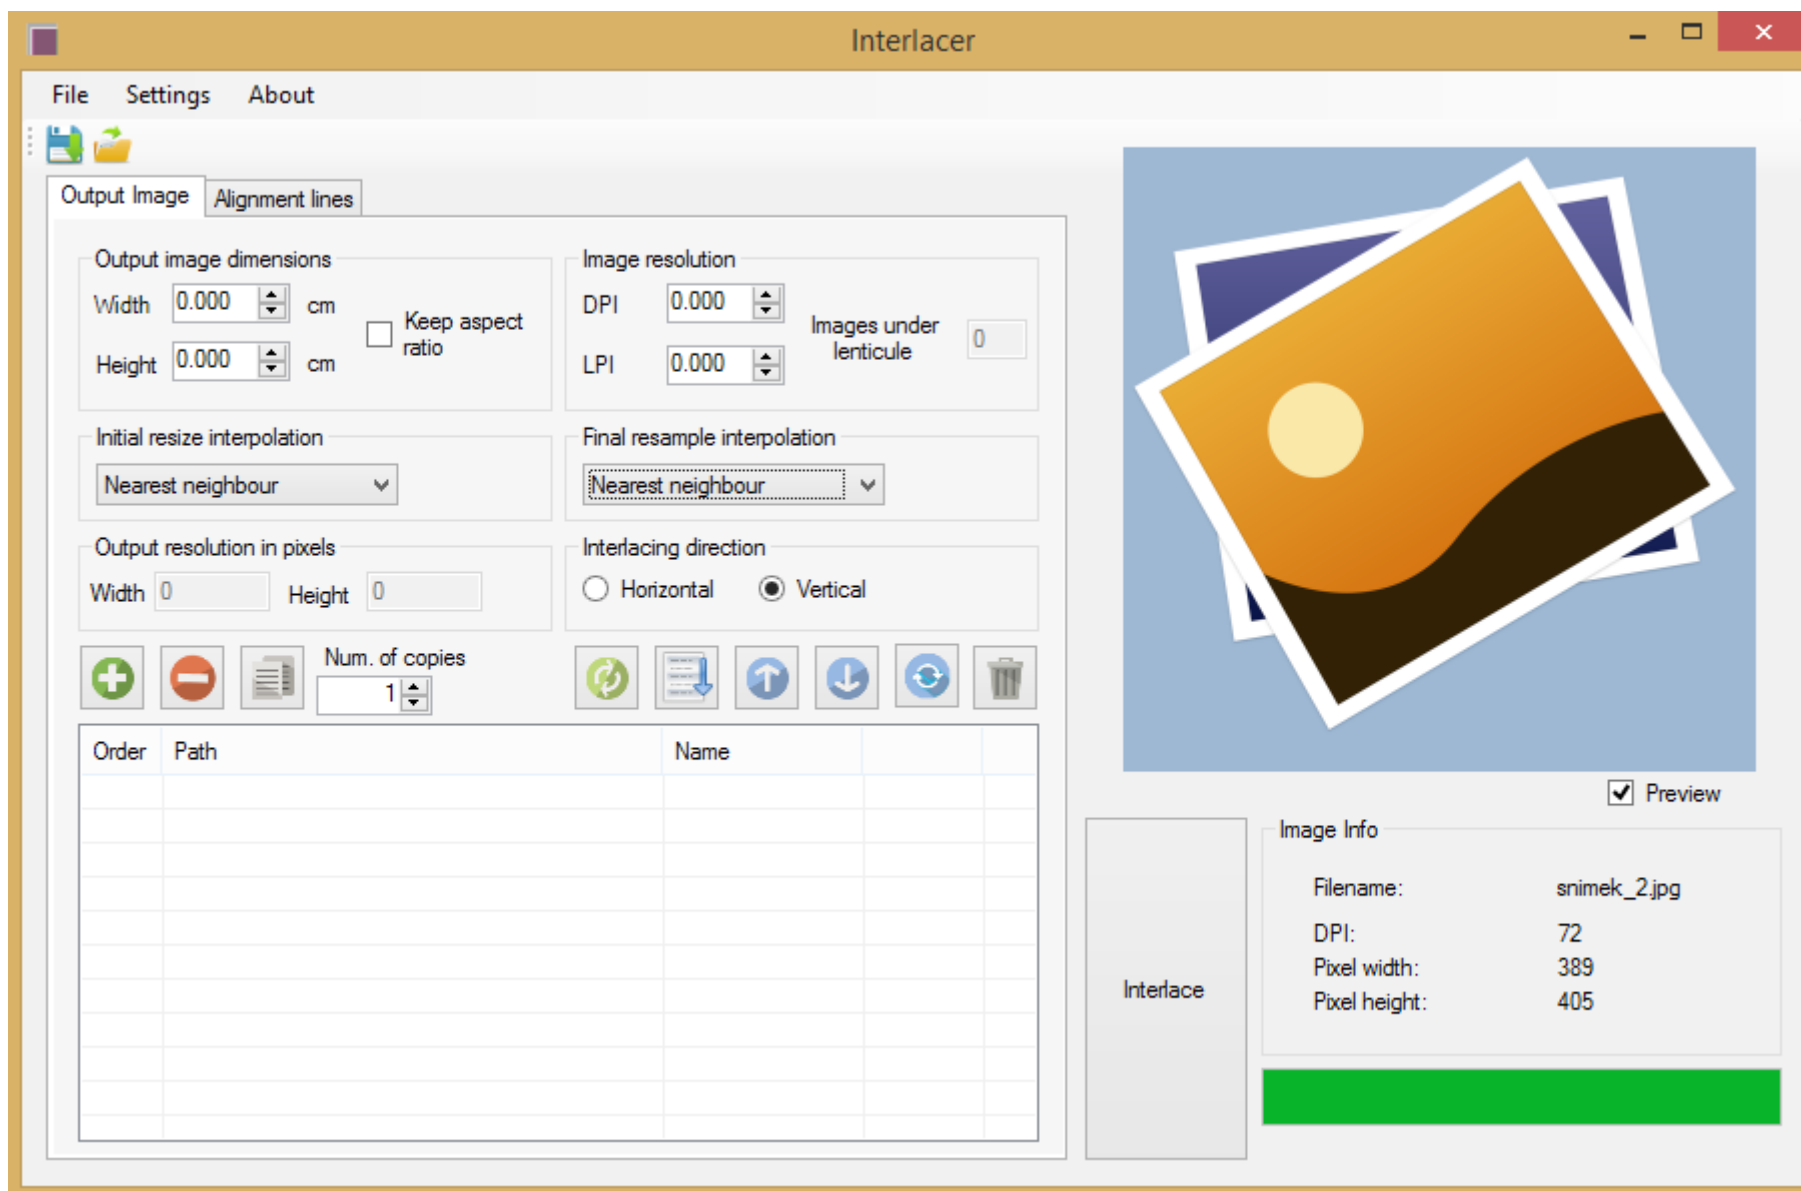 Interlacer
File Settings About
Output Image Alignment lines
Output image dimensions
Width 0.000 cm
Height 0.000 cm
Keep aspect
ratio
Image resolution
DPI 0.000
LPI 0.000
Images under
lenticule
0
Initial resize interpolation
Nearest neighbour
Final resample interpolation
Nearest neighbour
Output resolution in pixels
Width 0 Height 0
Interlacing direction
Horizontal Vertical
Num. of copies
1
Order Path Name
Preview
Interlace
Image Info
Filename: snimek_2.jpg
DPI: 72
Pixel width: 389
Pixel height: 405